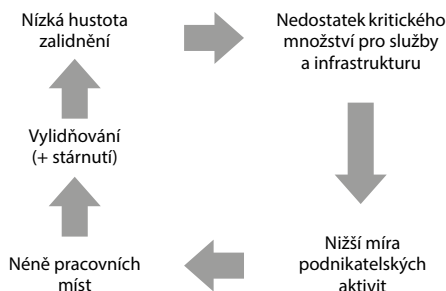 Nízká hustota
zalidnění
Nedostatek kritického
množství pro služby
a infrastrukturu
Vylidňování
(+ stárnutí)
Néně pracovních
míst
Nižší míra
podnikatelských
aktivit